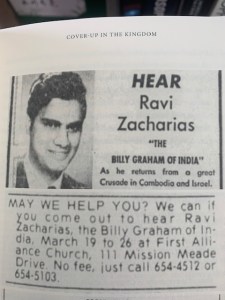 COVER-UP IN THE KINGDOM
HEAR
Ravi
Zacharias
"THE
BILLY GRAHAM OF INDIA"
As he returns from a great
Crusade in Cambodia and Israel.
MAY WE HELP YOU? We can if
you come out to hear Ravi
Zacharias, the Billy Graham of In-
dia, March 19 to 26 at First Alli-
ance Church, 111 Mission Meade
Drive. No fee, just call 654-4512 or
654-5103.